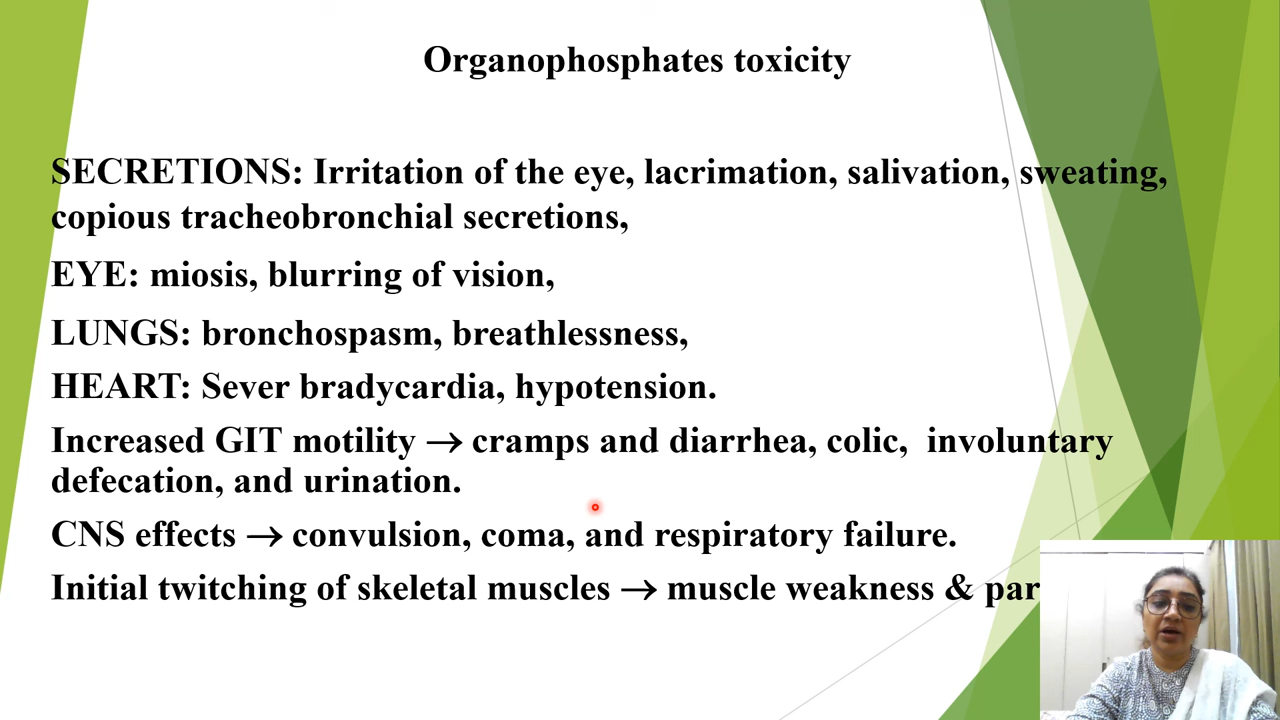 Organophosphates toxicity
SECRETIONS: Irritation of the eye, lacrimation, salivation, sweating,
copious tracheobronchial secretions,
EYE: miosis, blurring of vision,
LUNGS: bronchospasm, breathlessness,
HEART: Sever bradycardia, hypotension.
Increased GIT motility → cramps and diarrhea, colic, involuntary
defecation, and urination.
CNS effects → convulsion, coma, and respiratory failure.
Initial twitching of skeletal muscles → muscle weakness & par